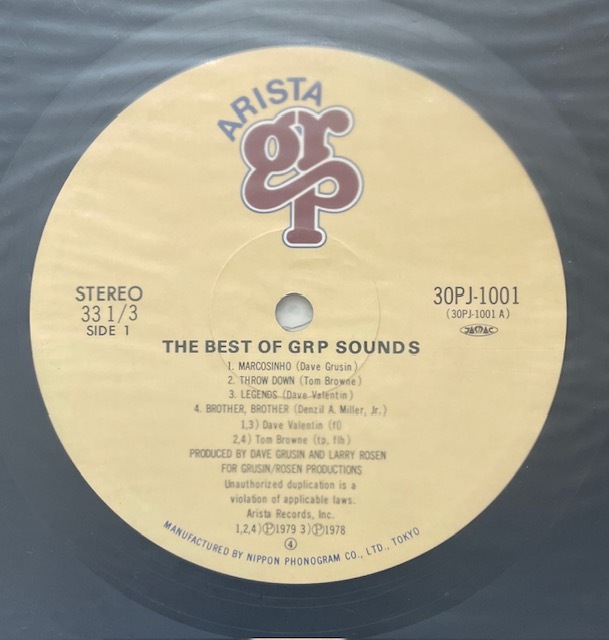 ARISTA
grp
STEREO
33 1/3
SIDE 1
30PJ-1001
(30PJ-1001 A)
JASRAC
THE BEST OF GRP SOUNDS
1. MARCOSINHO (Dave Grusin)
2. THROW DOWN (Tom Browne)
3. LEGENDS (Dave Valentin)
4. BROTHER, BROTHER (Denzil A. Miller, Jr.)
1,3) Dave Valentin (fl)
2,4) Tom Browne (tp, flh)
PRODUCED BY DAVE GRUSIN AND LARRY ROSEN
FOR GRUSIN/ROSEN PRODUCTIONS
Unauthorized duplication is a
violation of applicable laws.
Arista Records, Inc.
1,2,4) Ⓟ1979 3) Ⓟ1978
④
MANUFACTURED BY NIPPON PHONOGRAM CO., LTD., TOKYO